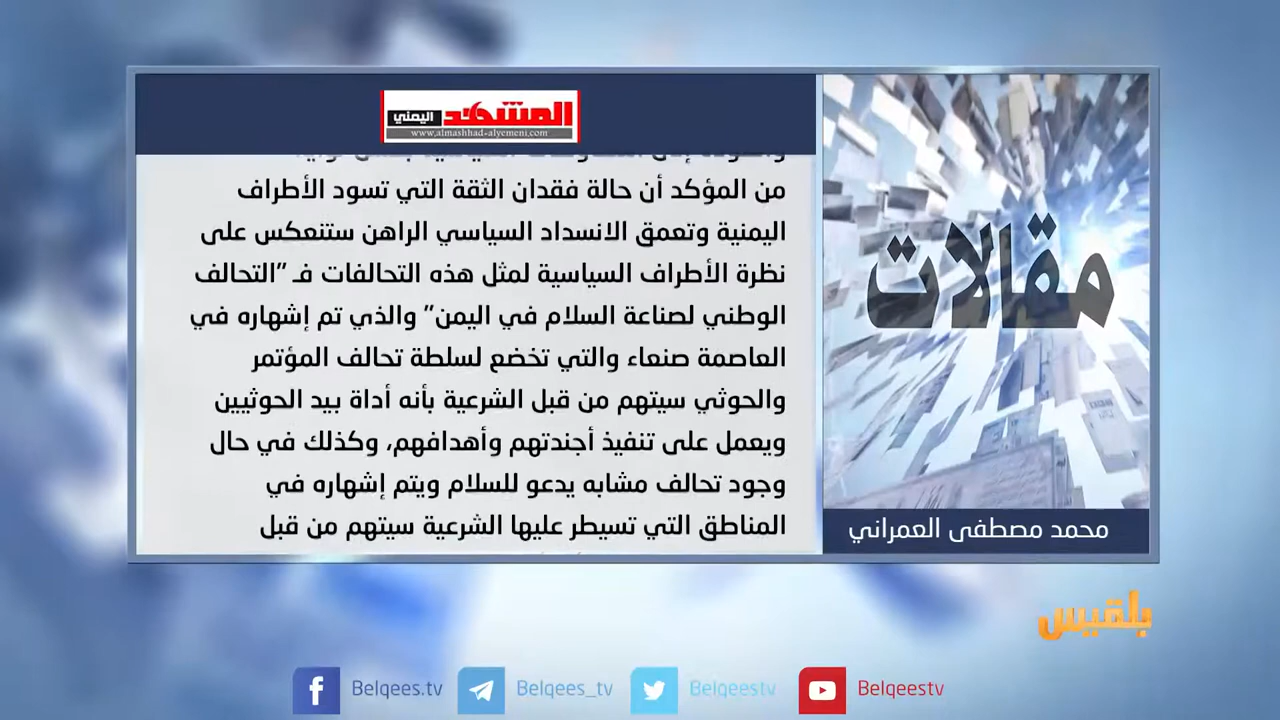 المشهد اليمني
www.almashhad-alyemeni.com
من المؤكد أن حالة فقدان الثقة التي تسود الأطراف
اليمنية وتعمق الانسداد السياسي الراهن ستنعكس على
نظرة الأطراف السياسية لمثل هذه التحالفات فـ "التحالف
الوطني لصناعة السلام في اليمن" والذي تم إشهاره في
العاصمة صنعاء والتي تخضع لسلطة تحالف المؤتمر
والحوثي سيتهم من قبل الشرعية بأنه أداة بيد الحوثيين
ويعمل على تنفيذ أجندتهم وأهدافهم، وكذلك في حال
وجود تحالف مشابه يدعو للسلام ويتم إشهاره في
المناطق التي تسيطر عليها الشرعية سيتهم من قبل
مقالات
محمد مصطفى العمراني
بلقيس
Belqees.tv
Belqees_tv
Belqeestv
Belqeestv